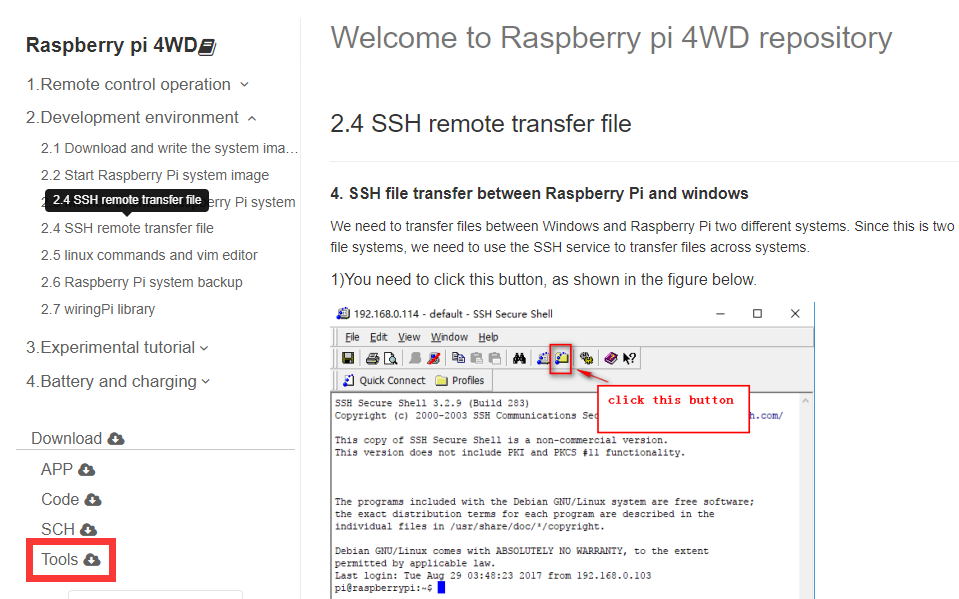 Raspberry pi 4WD
1.Remote control operation
2.Development environment
2.1 Download and write the system ima…
2.2 Start Raspberry Pi system image
2.4 SSH remote transfer file
rry Pi system
2.4 SSH remote transfer file
2.5 linux commands and vim editor
2.6 Raspberry Pi system backup
2.7 wiringPi library
3.Experimental tutorial
4.Battery and charging
Download
APP
Code
SCH
Tools
Welcome to Raspberry pi 4WD repository
2.4 SSH remote transfer file
4. SSH file transfer between Raspberry Pi and windows
We need to transfer files between Windows and Raspberry Pi two different systems. Since this is two
file systems, we need to use the SSH service to transfer files across systems.
1)You need to click this button, as shown in the figure below.
192.168.0.114 - default - SSH Secure Shell
File Edit View Window Help
Quick Connect Profiles
click this button
SSH Secure Shell 3.2.9 (Build 283)
Copyright (c) 2000-2003 SSH Communications Sec h.com/
This copy of SSH Secure Shell is a non-commercial version.
This version does not include PKI and PKCS #11 functionality.
The programs included with the Debian GNU/Linux system are free software;
the exact distribution terms for each program are described in the
individual files in /usr/share/doc/*/copyright.
Debian GNU/Linux comes with ABSOLUTELY NO WARRANTY, to the extent
permitted by applicable law.
Last login: Tue Aug 29 03:48:23 2017 from 192.168.0.103
pi@raspberrypi:~$